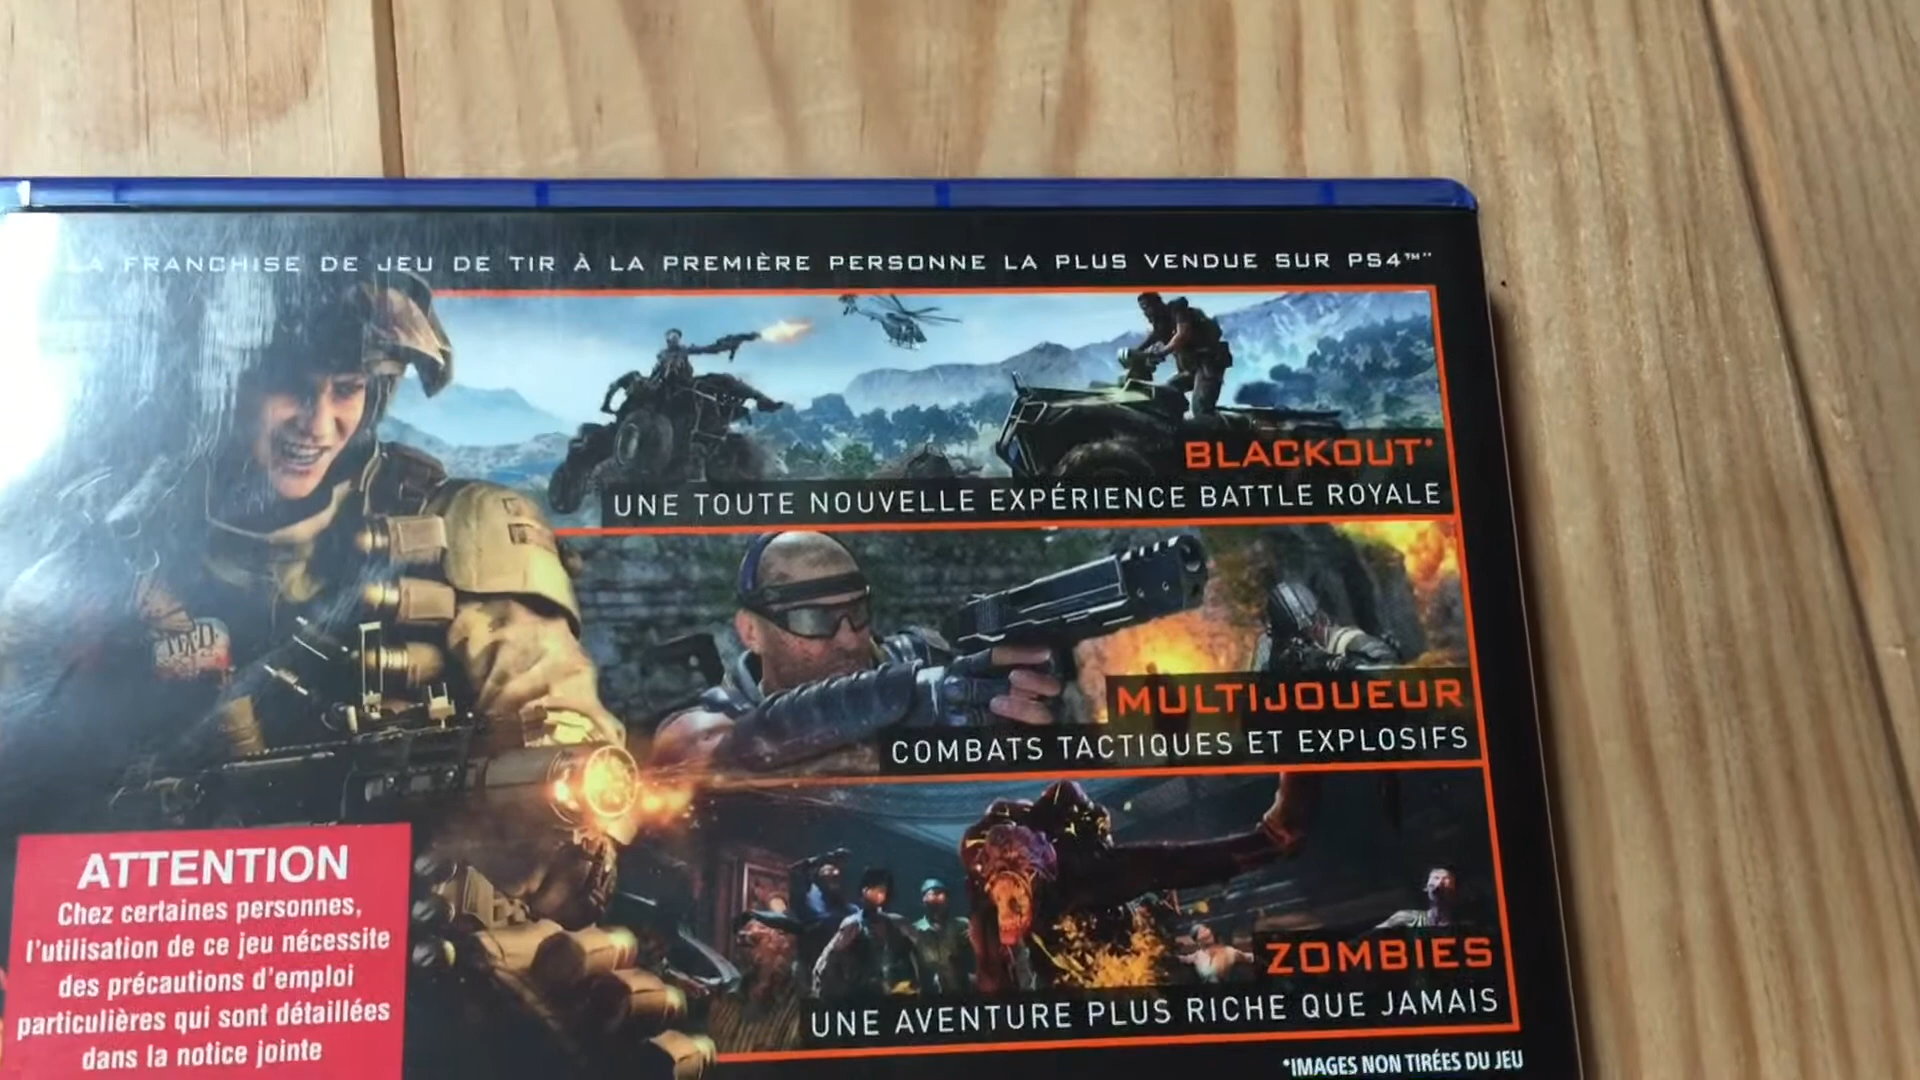 LA FRANCHISE DE JEU DE TIR À LA PREMIÈRE PERSONNE LA PLUS VENDUE SUR PS4™**
BLACKOUT*
UNE TOUTE NOUVELLE EXPÉRIENCE BATTLE ROYALE
MULTIJOUEUR
COMBATS TACTIQUES ET EXPLOSIFS
ZOMBIES
UNE AVENTURE PLUS RICHE QUE JAMAIS
*IMAGES NON TIRÉES DU JEU
ATTENTION
Chez certaines personnes,
l'utilisation de ce jeu nécessite
des précautions d'emploi
particulières qui sont détaillées
dans la notice jointe